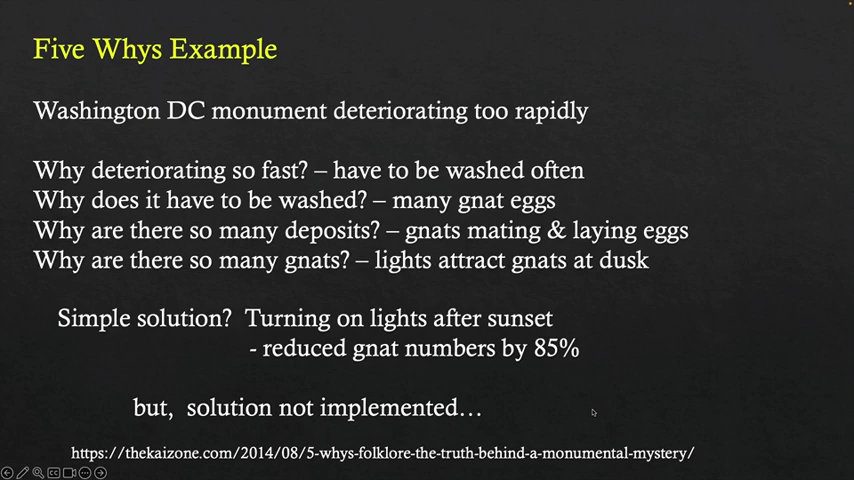 Five Whys Example
Washington DC monument deteriorating too rapidly
Why deteriorating so fast? – have to be washed often
Why does it have to be washed? – many gnat eggs
Why are there so many deposits? – gnats mating & laying eggs
Why are there so many gnats? – lights attract gnats at dusk
Simple solution? Turning on lights after sunset
- reduced gnat numbers by 85%
but, solution not implemented…
https://thekaizone.com/2014/08/5-whys-folklore-the-truth-behind-a-monumental-mystery/